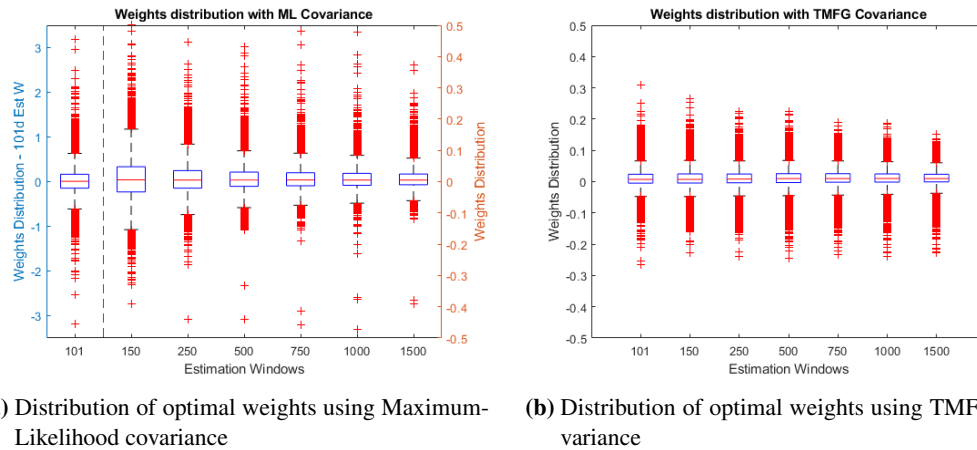 Weights distribution with ML Covariance
Weights Distribution - 101d Est W
3
2
1
0
-1
-2
-3
0.5
0.4
0.3
0.2
0.1
0
-0.1
-0.2
-0.3
-0.4
-0.5
Weights Distribution
101 150 250 500 750 1000 1500
Estimation Windows
Weights distribution with TMFG Covariance
Weights Distribution
0.5
0.4
0.3
0.2
0.1
0
-0.1
-0.2
-0.3
-0.4
-0.5
101 150 250 500 750 1000 1500
Estimation Windows
) Distribution of optimal weights using Maximum-
Likelihood covariance
(b) Distribution of optimal weights using TMF
variance